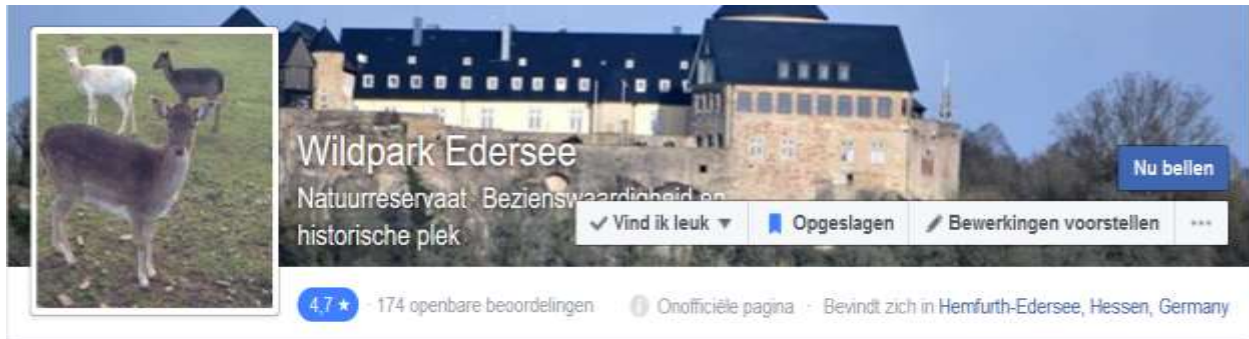 Wildpark Edersee
Nu bellen
Natuurreservaat Bezienswaardigheid en
historische plek
Vind ik leuk Opgeslagen Bewerkingen voorstellen ...
4,7 ★ · 174 openbare beoordelingen Onofficiële pagina · Bevindt zich in Hemfurth-Edersee, Hessen, Germany